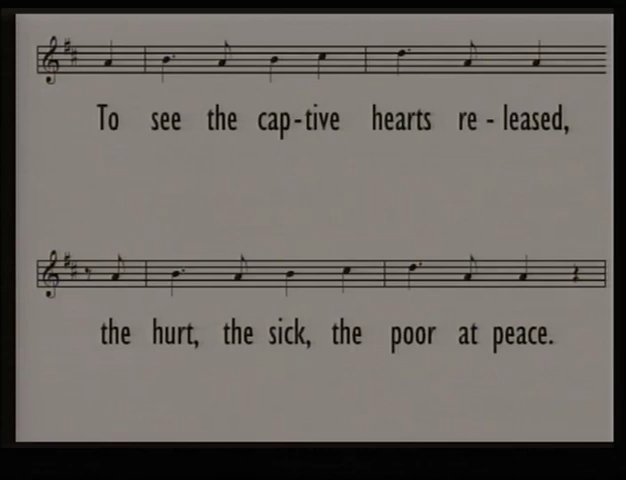 To see the cap-tive hearts re - leased,
the hurt, the sick, the poor at peace.